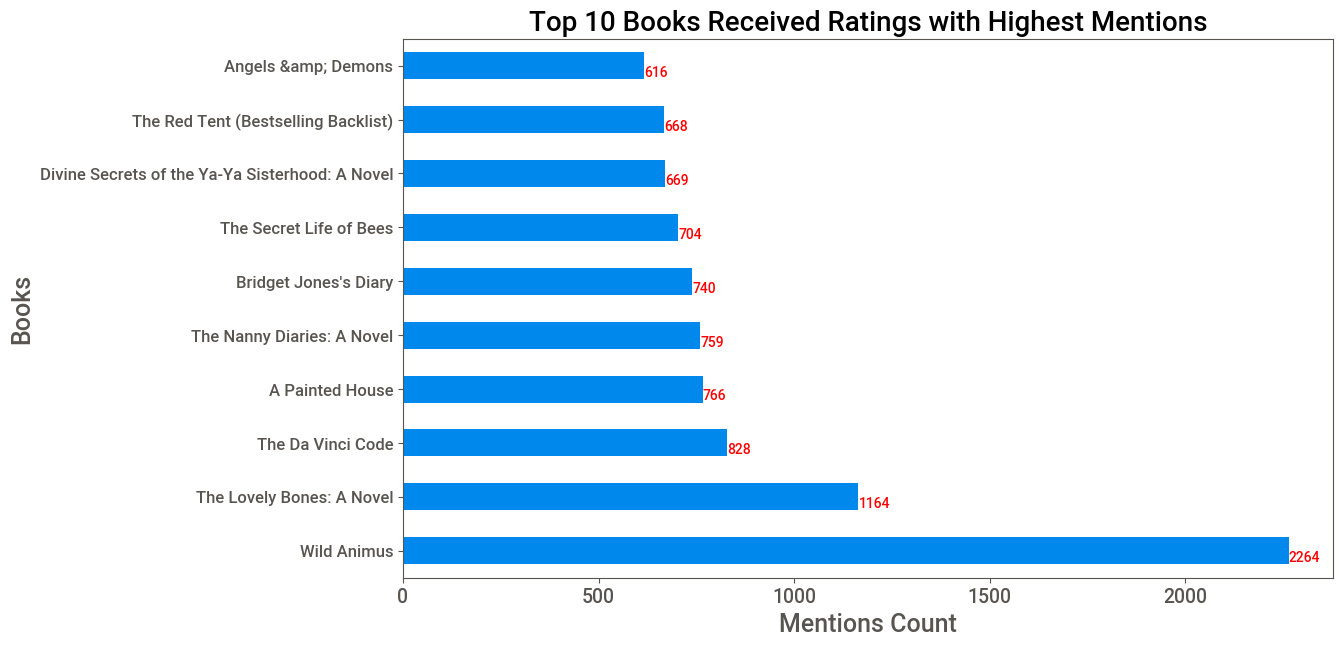 Top 10 Books Received Ratings with Highest Mentions
Books
Angels &amp; Demons
616
The Red Tent (Bestselling Backlist)
668
Divine Secrets of the Ya-Ya Sisterhood: A Novel
669
The Secret Life of Bees
704
Bridget Jones's Diary
740
The Nanny Diaries: A Novel
759
A Painted House
766
The Da Vinci Code
828
The Lovely Bones: A Novel
1164
Wild Animus
2264
0 500 1000 1500 2000
Mentions Count